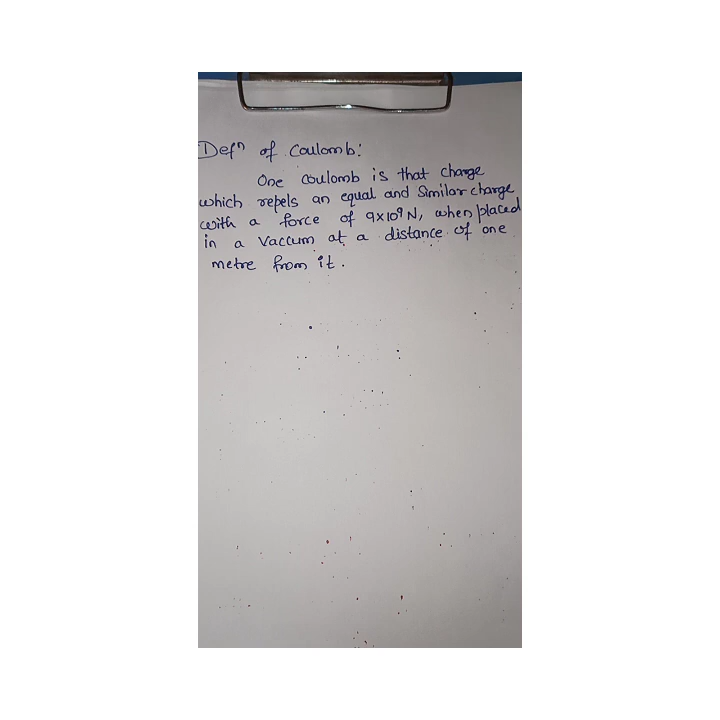 Defⁿ of Coulomb:
One Coulomb is that charge
which repels an equal and Similar charge
with a force of 9×10⁹ N, when placed
in a Vaccum at a distance of one
metre from it.